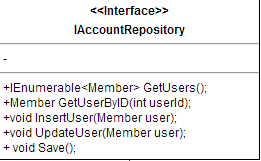 <<Interface>>
IAccountRepository
-
+IEnumerable<Member> GetUsers();
+Member GetUserByID(int userId);
+void InsertUser(Member user);
+void UpdateUser(Member user);
+ void Save();